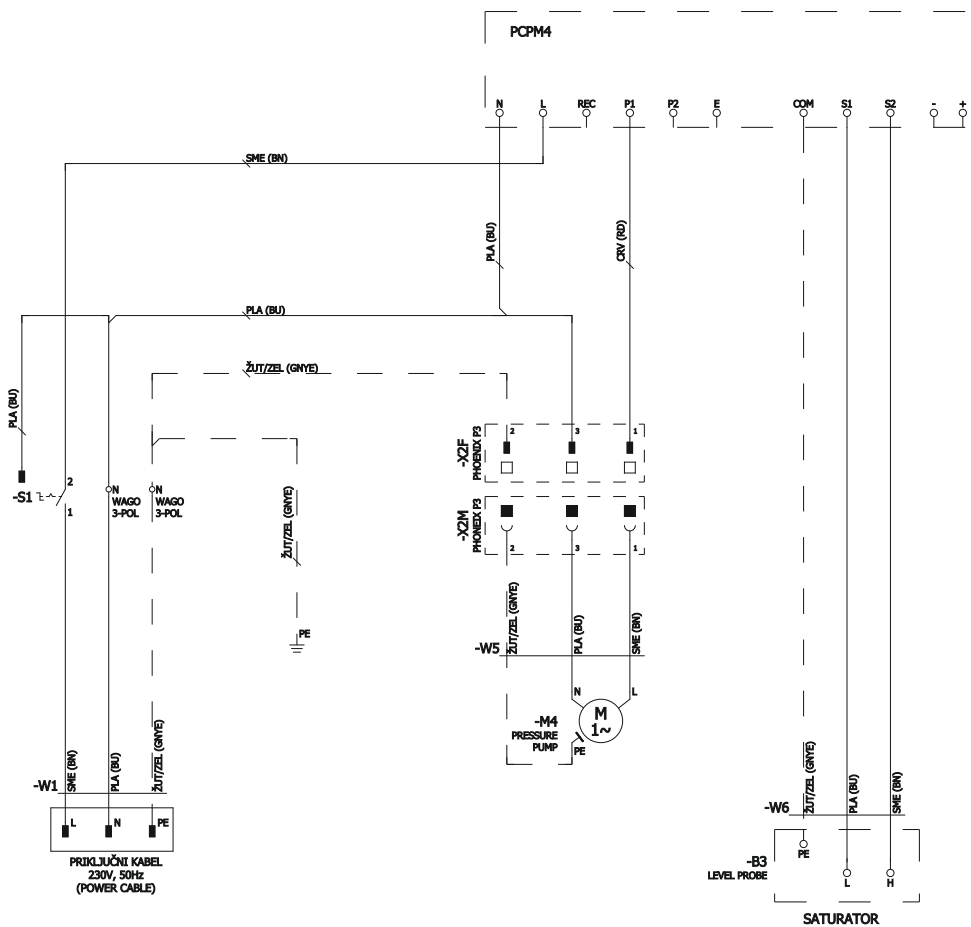 PCPM4
N L REC P1 P2 E COM S1 S2 - +
SME (BN)
PLA (BU)
CRV (RD)
PLA (BU)
ŽUT/ZEL (GNYE)
PLA (BU)
-X2F
PHOENIX P3
2 3 1
-S1
2
1
N
WAGO
3-POL
N
WAGO
3-POL
ŽUT/ZEL (GNYE)
PE
-X2M
PHONEIX P3
2 3 1
-W5
ŽUT/ZEL (GNYE)
PLA (BU)
SME (BN)
N L
M
1~
-M4
PRESSURE
PUMP
PE
-W1
SME (BN)
PLA (BU)
ŽUT/ZEL (GNYE)
L N PE
PRIKLJUČNI KABEL
230V, 50Hz
(POWER CABLE)
-W6
ŽUT/ZEL (GNYE)
PLA (BU)
SME (BN)
-B3
LEVEL PROBE
PE
L H
SATURATOR